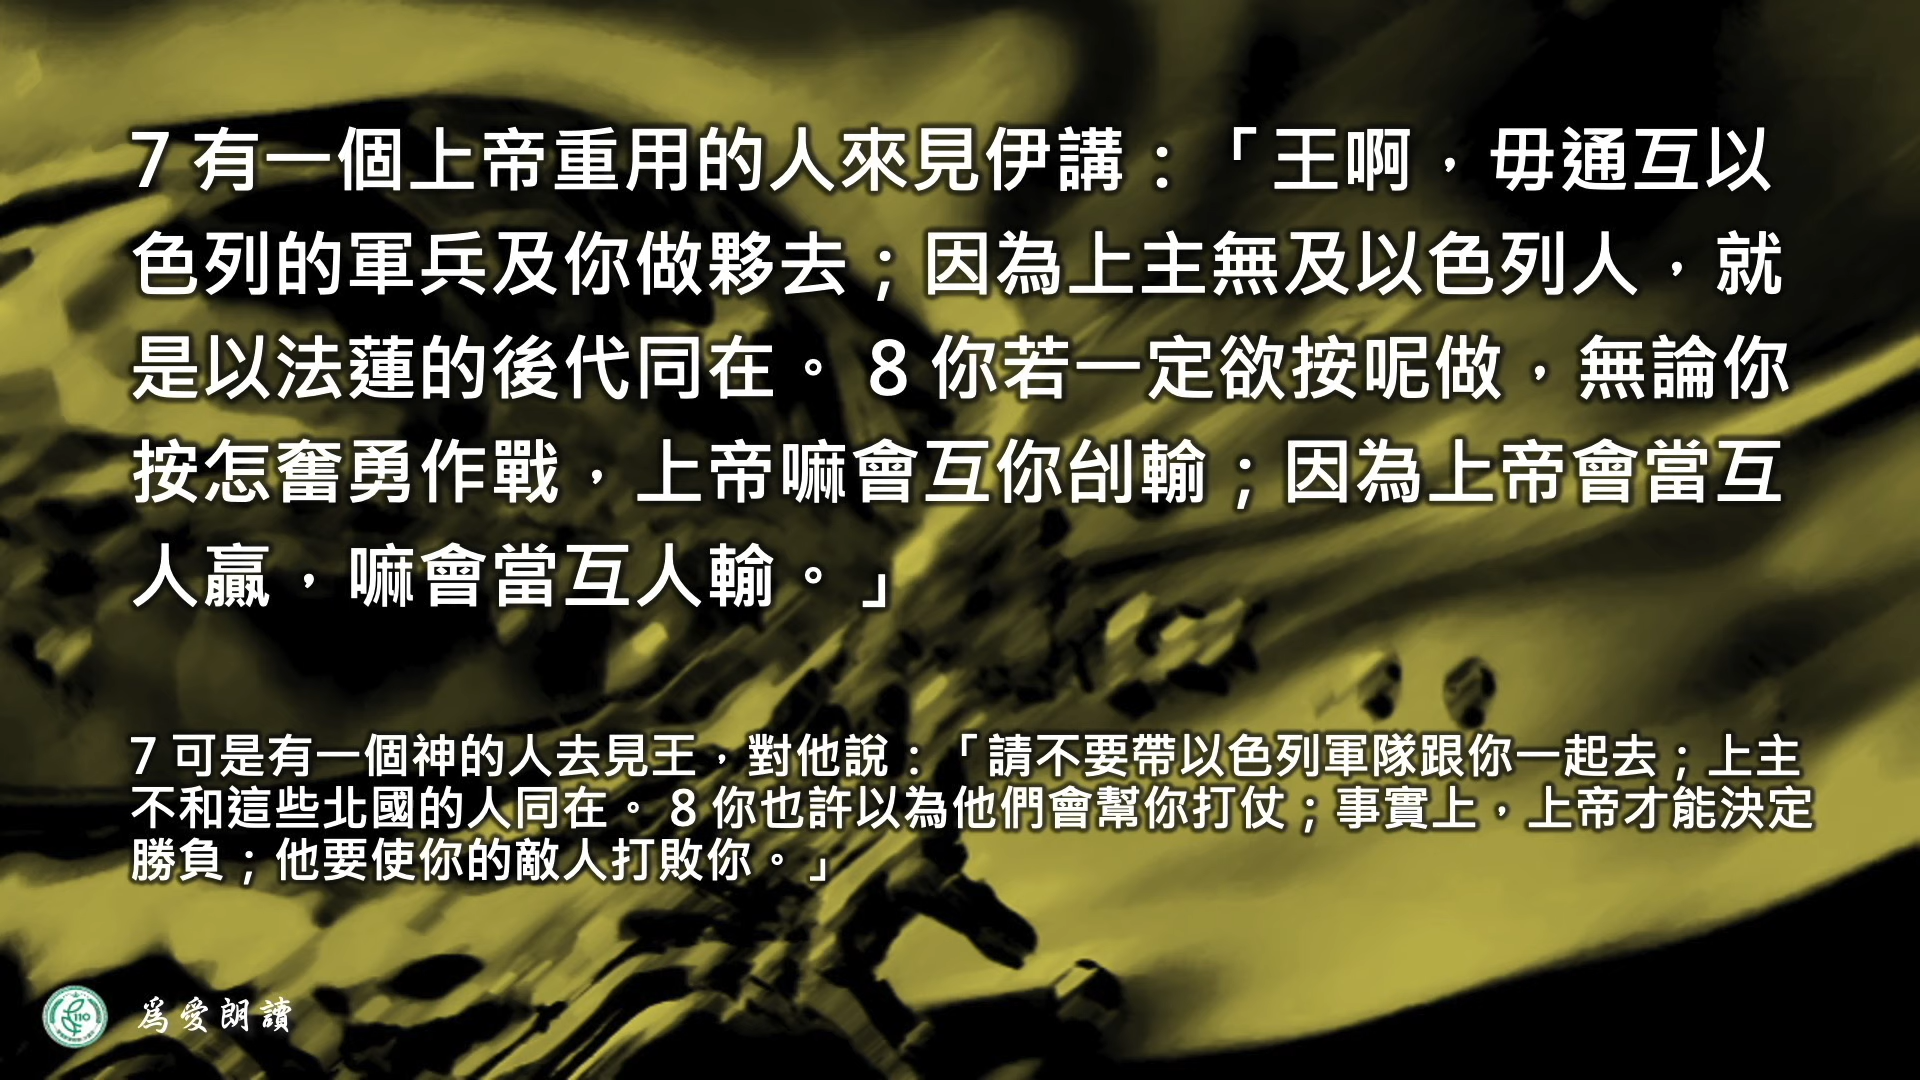 7 有一個上帝重用的人來見伊講：「王啊，毋通互以
色列的軍兵及你做夥去；因為上主無及以色列人，就
是以法蓮的後代同在。 8 你若一定欲按呢做，無論你
按怎奮勇作戰，上帝嘛會互你刣輸；因為上帝會當互
人贏，嘛會當互人輸。」
7 可是有一個神的人去見王，對他說：「請不要帶以色列軍隊跟你一起去；上主
不和這些北國的人同在。 8 你也許以為他們會幫你打仗；事實上，上帝才能決定
勝負；他要使你的敵人打敗你。」
110
為愛朗讀